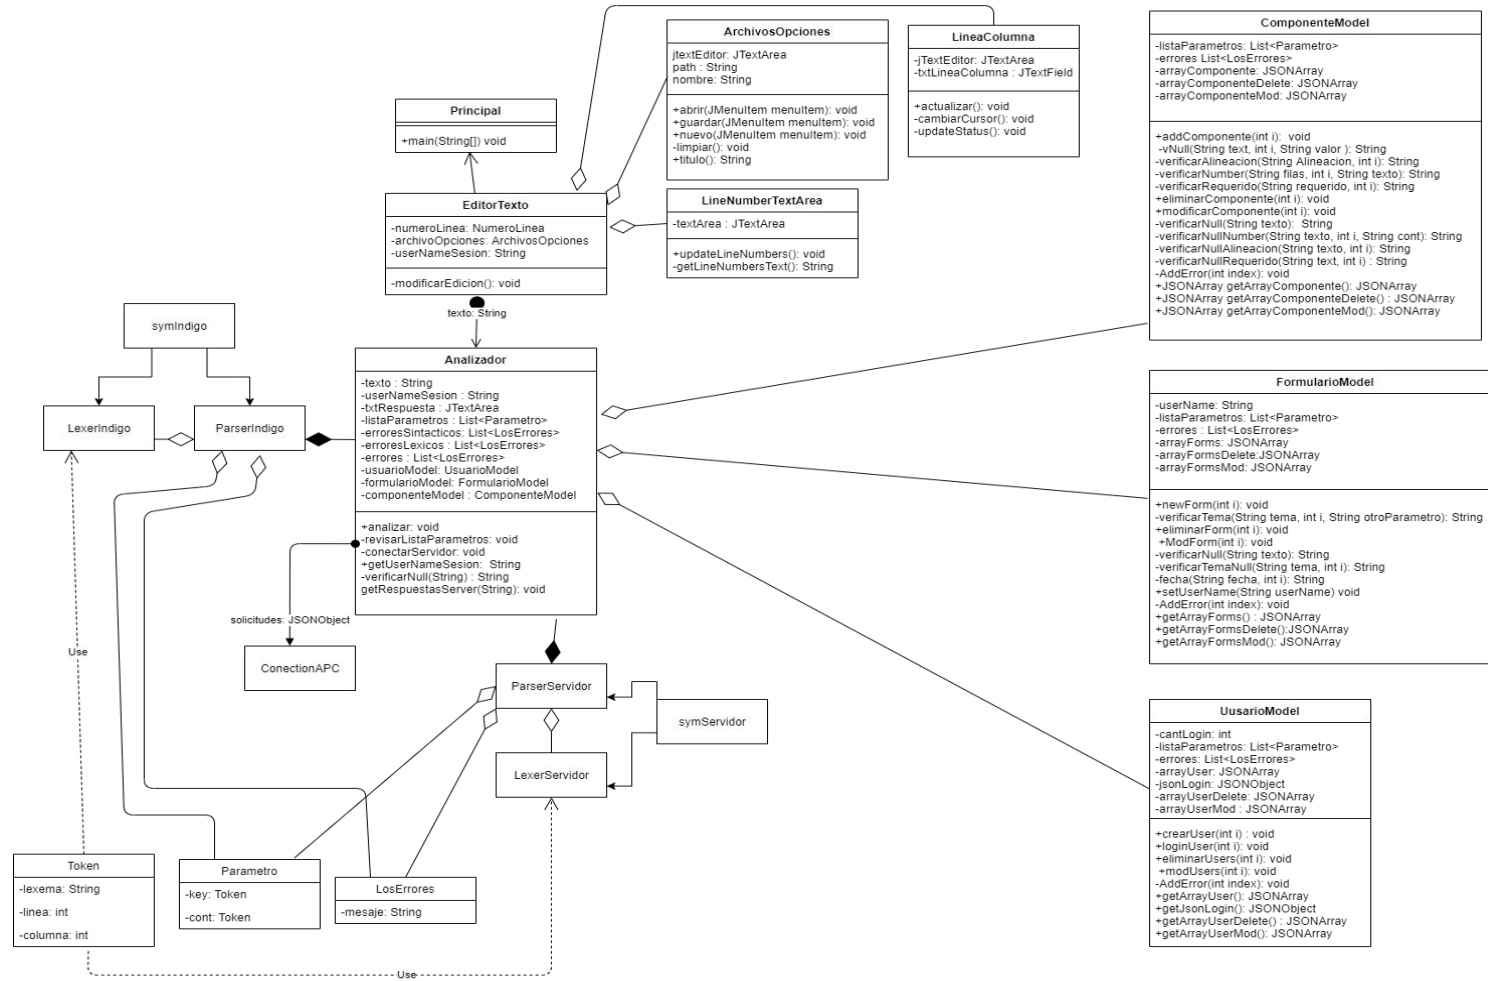 Principal
+main(String[]) void
ArchivosOpciones
jtextEditor: JTextArea
path : String
nombre: String
+abrir(JMenuItem menuItem): void
+guardar(JMenuItem menuItem): void
+nuevo(JMenuItem menuItem): void
-limpiar(): void
+titulo(): String
LineaColumna
-jTextEditor: JTextArea
-txtLineaColumna : JTextField
+actualizar(): void
-cambiarCursor(): void
-updateStatus(): void
ComponenteModel
-listaParametros: List<Parametro>
-errores List<LosErrores>
-arrayComponente: JSONArray
-arrayComponenteDelete: JSONArray
-arrayComponenteMod: JSONArray
+addComponente(int i): void
-vNull(String text, int i, String valor ): String
-verificarAlineacion(String Alineacion, int i): String
-verificarNumber(String filas, int i, String texto): String
-verificarRequerido(String requerido, int i): String
+eliminarComponente(int i): void
+modificarComponente(int i): void
-verificarNull(String texto): String
-verificarNullNumber(String texto, int i, String cont): String
-verificarNullAlineacion(String texto, int i): String
-verificarNullRequerido(String text, int i) : String
-AddError(int index): void
+JSONArray getArrayComponente(): JSONArray
+JSONArray getArrayComponenteDelete() : JSONArray
+JSONArray getArrayComponenteMod(): JSONArray
EditorTexto
-numeroLinea: NumeroLinea
-archivoOpciones: ArchivosOpciones
-userNameSesion: String
-modificarEdicion(): void
LineNumberTextArea
-textArea : JTextArea
+updateLineNumbers(): void
-getLineNumbersText(): String
texto: String
symIndigo
LexerIndigo
ParserIndigo
Analizador
-texto : String
-userNameSesion : String
-txtRespuesta : JTextArea
-listaParametros : List<Parametro>
-erroresSintacticos: List<LosErrores>
-erroresLexicos : List<LosErrores>
-errores : List<LosErrores>
-usuarioModel: UsuarioModel
-formularioModel: FormularioModel
-componenteModel : ComponenteModel
+analizar: void
-revisarListaParametros: void
-conectarServidor: void
+getUserNameSesion: String
-verificarNull(String) : String
getRespuestasServer(String): void
FormularioModel
-userName: String
-listaParametros: List<Parametro>
-errores : List<LosErrores>
-arrayForms: JSONArray
-arrayFormsDelete:JSONArray
-arrayFormsMod: JSONArray
+newForm(int i): void
-verificarTema(String tema, int i, String otroParametro): String
+eliminarForm(int i): void
+ModForm(int i): void
-verificarNull(String texto): String
-verificarTemaNull(String tema, int i): String
-fecha(String fecha, int i): String
+setUserName(String userName) void
-AddError(int index): void
+getArrayForms() : JSONArray
+getArrayFormsDelete():JSONArray
+getArrayFormsMod(): JSONArray
solicitudes: JSONObject
ConectionAPC
Use
ParserServidor
symServidor
LexerServidor
UusarioModel
-cantLogin: int
-listaParametros: List<Parametro>
-errores: List<LosErrores>
-arrayUser: JSONArray
-jsonLogin: JSONObject
-arrayUserDelete: JSONArray
-arrayUserMod : JSONArray
+crearUser(int i) : void
+loginUser(int i): void
+eliminarUsers(int i): void
+modUsers(int i): void
-AddError(int index): void
+getArrayUser(): JSONArray
+getJsonLogin(): JSONObject
+getArrayUserDelete() : JSONArray
+getArrayUserMod(): JSONArray
Token
-lexema: String
-linea: int
-columna: int
Parametro
-key: Token
-cont: Token
LosErrores
-mesaje: String
Use